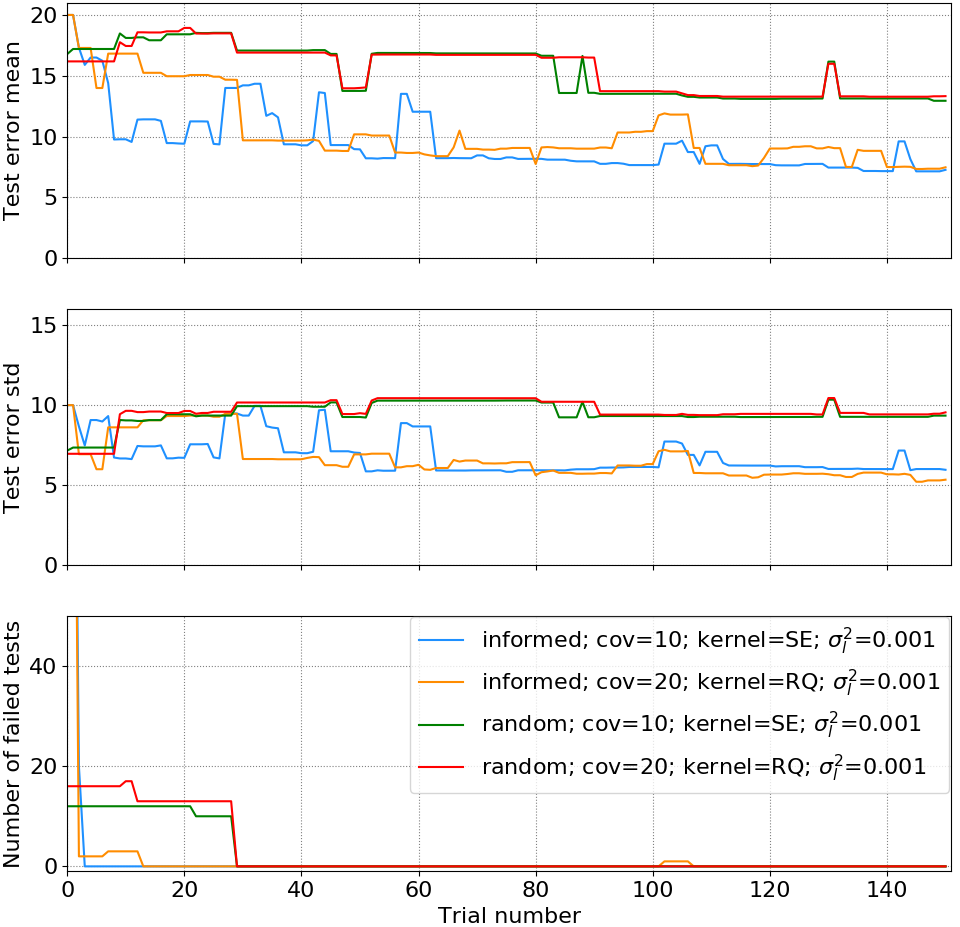 20
15
10
5
0
Test error mean
15
10
5
0
Test error std
40
20
0
Number of failed tests
informed; cov=10; kernel=SE; σ_l^2=0.001
informed; cov=20; kernel=RQ; σ_l^2=0.001
random; cov=10; kernel=SE; σ_l^2=0.001
random; cov=20; kernel=RQ; σ_l^2=0.001
0 20 40 60 80 100 120 140
Trial number